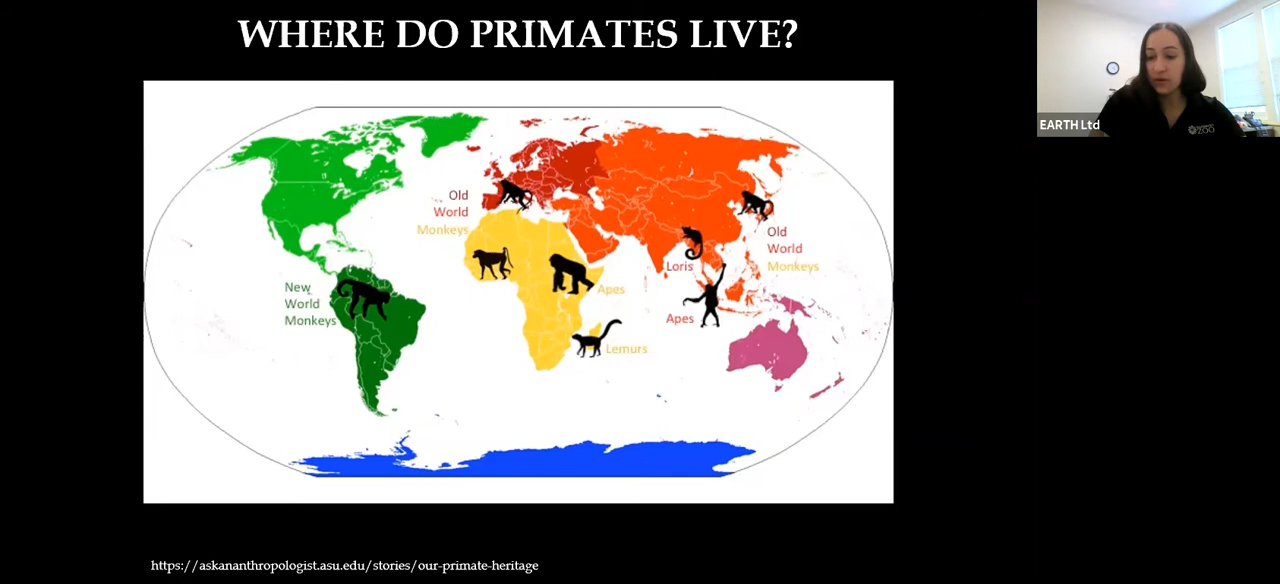 WHERE DO PRIMATES LIVE?
EARTH Ltd
ZOO
Old
World
Monkeys
New
World
Monkeys
Apes
Lemurs
Loris
Apes
Old
World
Monkeys
https://askananthropologist.asu.edu/stories/our-primate-heritage